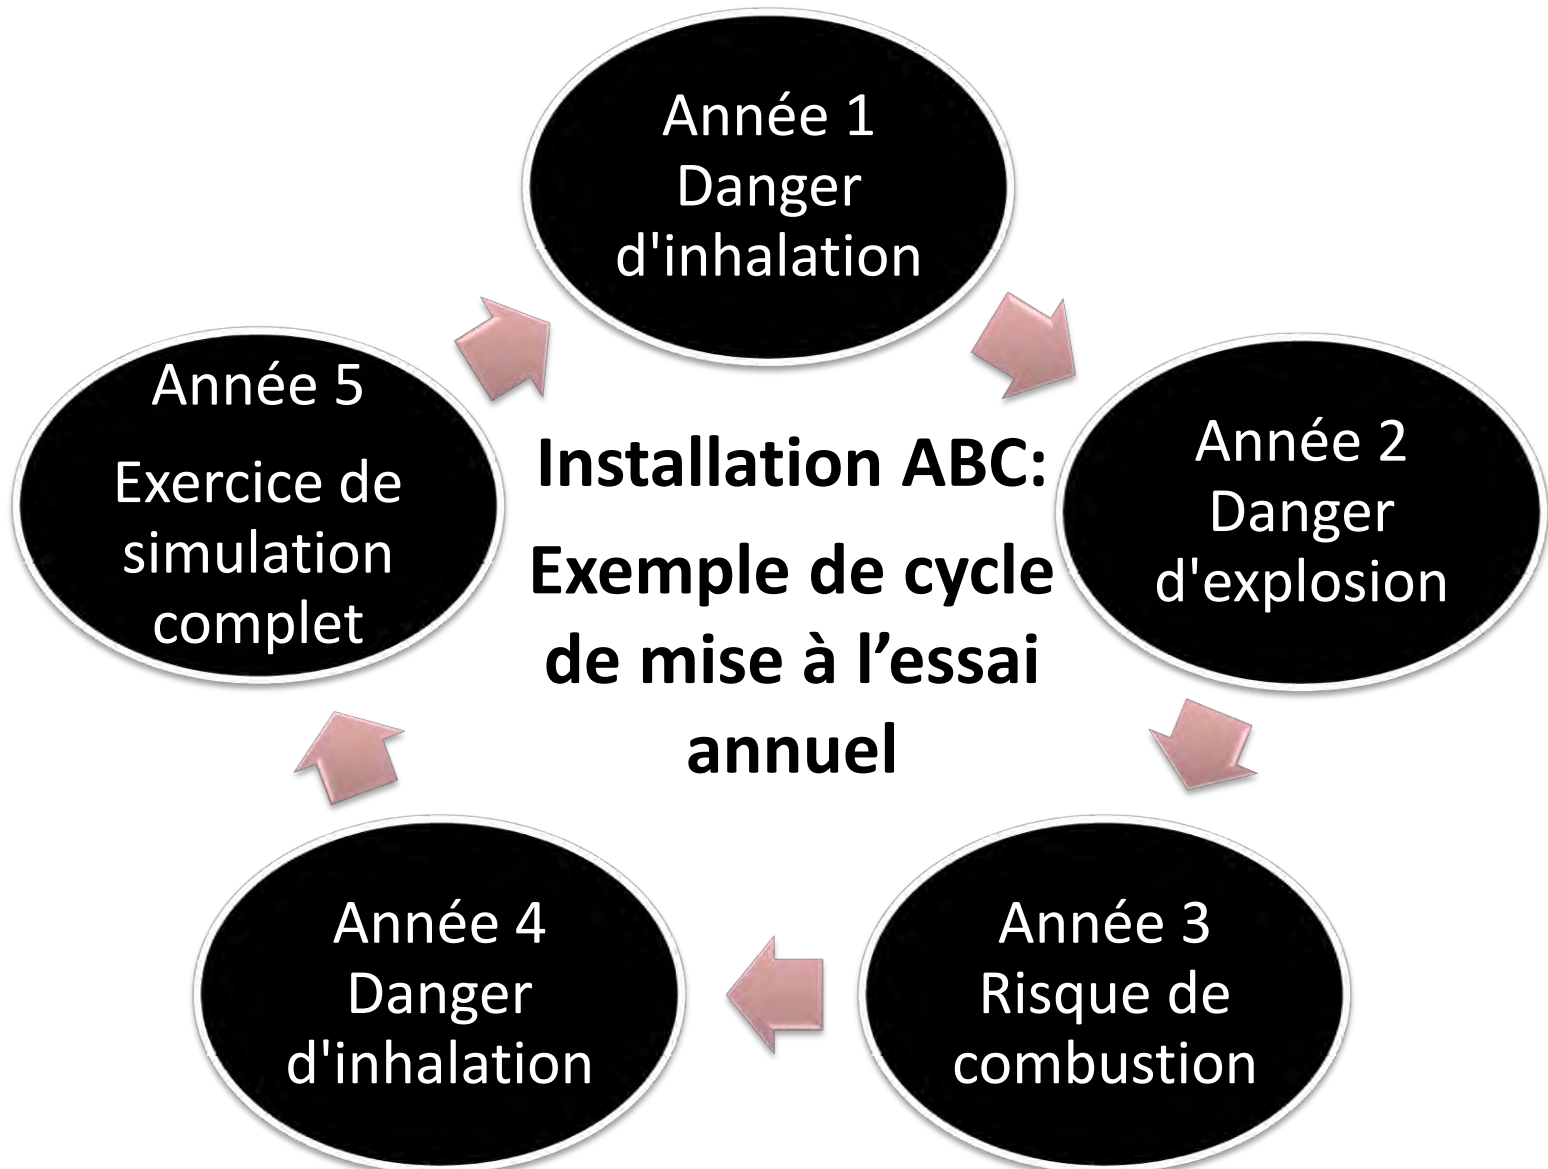 Année 1
Danger
d'inhalation
Année 2
Danger
d'explosion
Année 3
Risque de
combustion
Année 4
Danger
d'inhalation
Année 5
Exercice de
simulation
complet
Installation ABC:
Exemple de cycle
de mise à l’essai
annuel